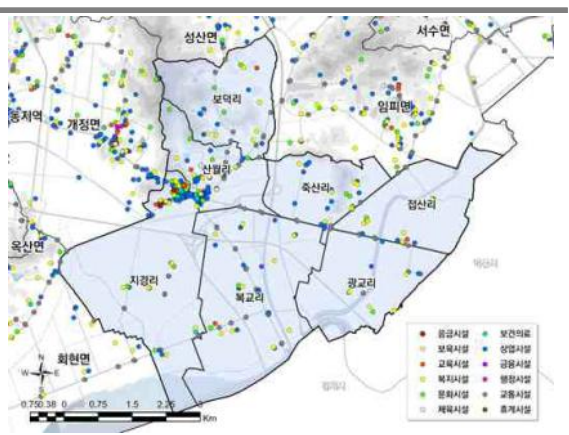 성산면
서수면
보덕리
동지역
개정면
임피면
산월리
죽산리
접산리
옥산면
지경리
복교리
광교리
회현면
N
W E
S
0.75 0.38 0 0.75 1.5 2.25 3
Km
응급시설 보건의료
보육시설 상업시설
교육시설 금융시설
복지시설 행정시설
문화시설 교통시설
체육시설 휴게시설